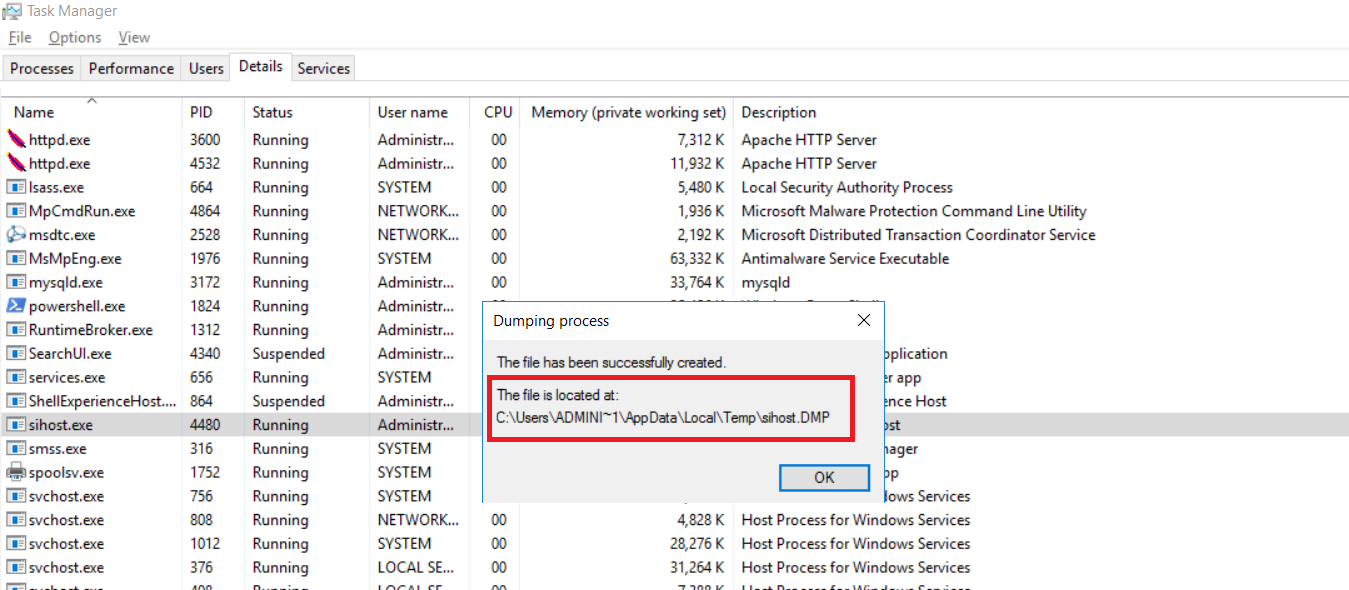 Task Manager
File Options View
Processes Performance Users Details Services
Name PID Status User name CPU Memory (private working set) Description
httpd.exe 3600 Running Administr... 00 7,312 K Apache HTTP Server
httpd.exe 4532 Running Administr... 00 11,932 K Apache HTTP Server
lsass.exe 664 Running SYSTEM 00 5,480 K Local Security Authority Process
MpCmdRun.exe 4864 Running NETWORK... 00 1,936 K Microsoft Malware Protection Command Line Utility
msdtc.exe 2528 Running NETWORK... 00 2,192 K Microsoft Distributed Transaction Coordinator Service
MsMpEng.exe 1976 Running SYSTEM 00 63,332 K Antimalware Service Executable
mysqld.exe 3172 Running Administr... 00 33,764 K mysqld
powershell.exe 1824 Running Administr...
RuntimeBroker.exe 1312 Running Administr...
Dumping process
SearchUI.exe 4340 Suspended Administr... pplication
The file has been successfully created.
services.exe 656 Running SYSTEM er app
The file is located at:
ShellExperienceHost.... 864 Suspended Administr... ence Host
C:\Users\ADMINI~1\AppData\Local\Temp\sihost.DMP
sihost.exe 4480 Running Administr... ost
smss.exe 316 Running SYSTEM nager
spoolsv.exe 1752 Running SYSTEM pp
OK
svchost.exe 756 Running SYSTEM Windows Services
svchost.exe 808 Running NETWORK... 00 4,828 K Host Process for Windows Services
svchost.exe 1012 Running SYSTEM 00 28,276 K Host Process for Windows Services
svchost.exe 376 Running LOCAL SE... 00 31,264 K Host Process for Windows Services